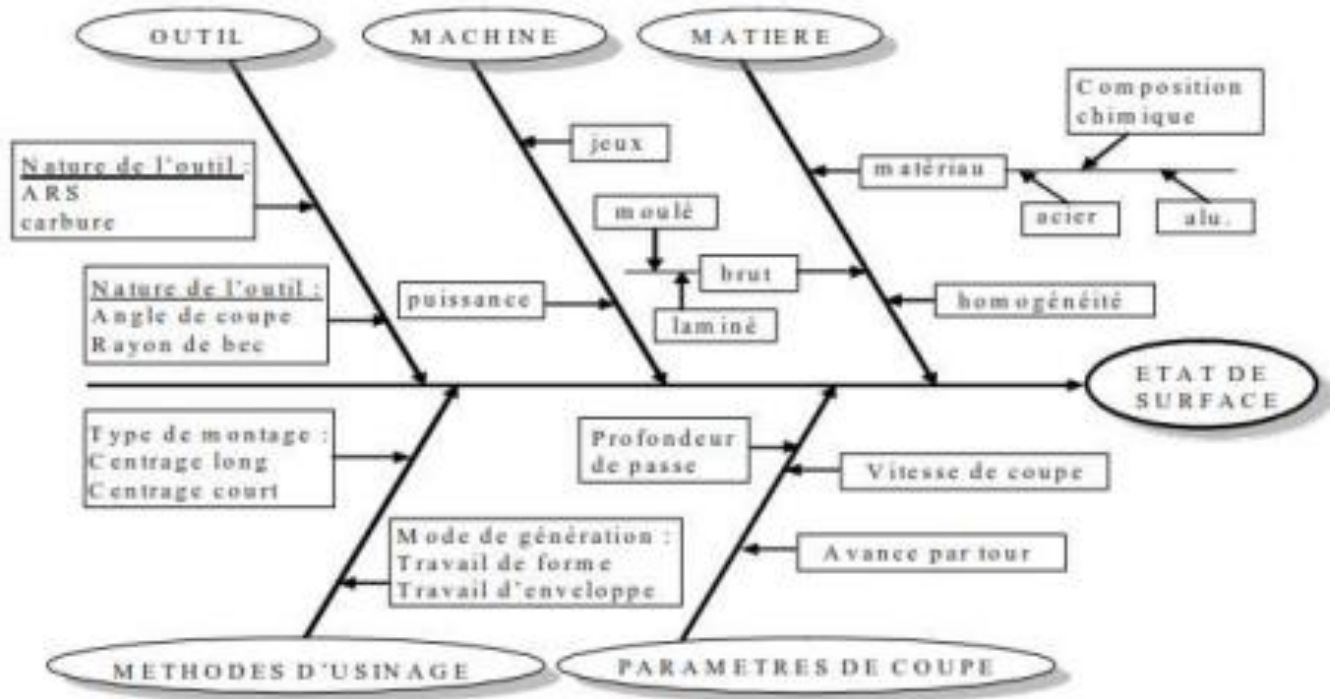 OUTIL
MACHINE
MATIERE
Composition
chimique
jeux
Nature de l'outil :
ARS
carbure
matériau
moulé
acier
alu.
brut
Nature de l'outil :
Angle de coupe
Rayon de bec
puissance
homogénéité
laminé
ETAT DE
SURFACE
Type de montage :
Centrage long
Centrage court
Profondeur
de passe
Vitesse de coupe
Mode de génération :
Travail de forme
Travail d'enveloppe
Avance par tour
METHODES D'USINAGE
PARAMETRES DE COUPE